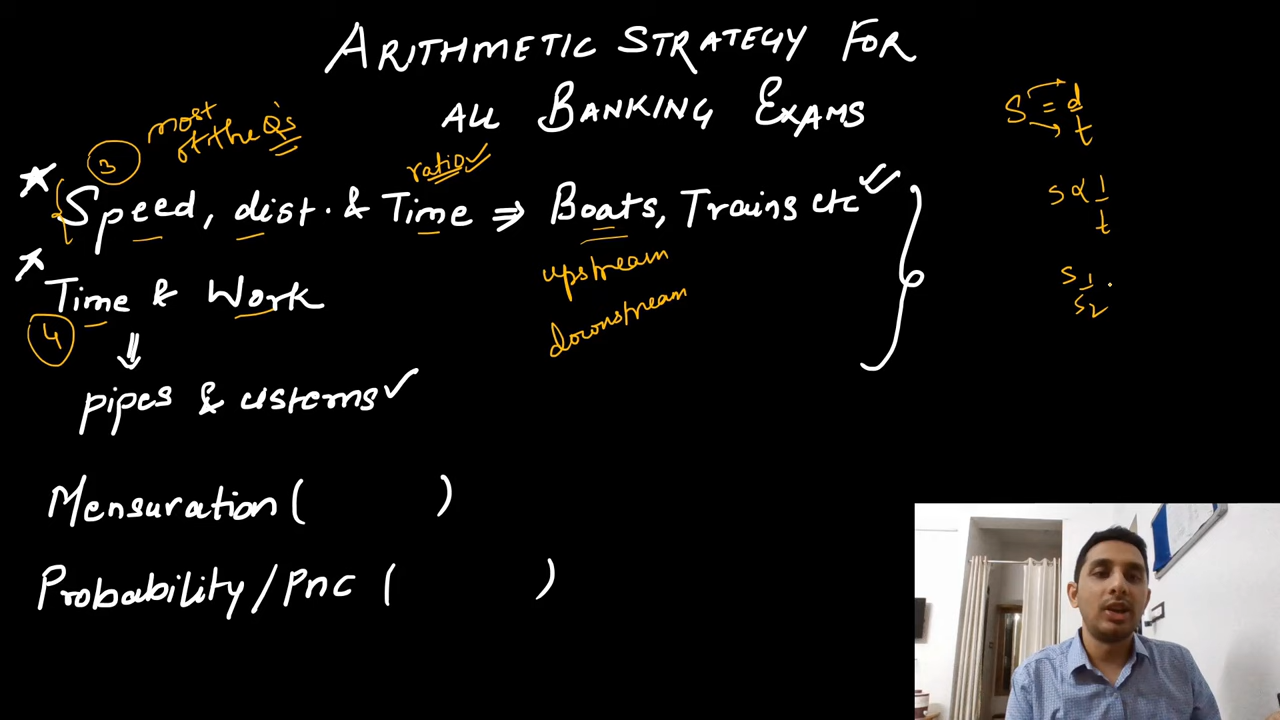 ARITHMETIC STRATEGY FOR
ALL BANKING EXAMS
3 most of the Q's
ratio
Speed, dist. & Time ⇒ Boats, Trains etc
upstream
downstream
Time & Work
4
pipes & cisterns
Mensuration ( )
Probability / Pnc ( )
S = d/t
S ∝ 1/t
S1/S2